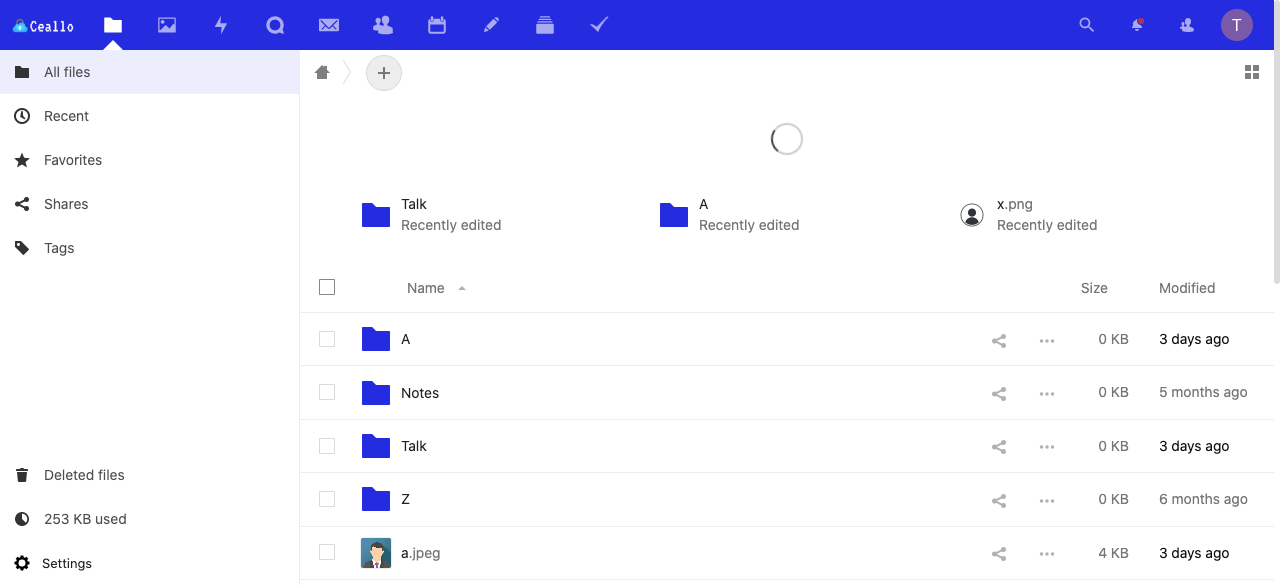 Ceallo
T
All files
Recent
Favorites
Shares
Tags
Deleted files
253 KB used
Settings
Talk
Recently edited
A
Recently edited
x.png
Recently edited
Name Size Modified
A 0 KB 3 days ago
Notes 0 KB 5 months ago
Talk 0 KB 3 days ago
Z 0 KB 6 months ago
a.jpeg 4 KB 3 days ago